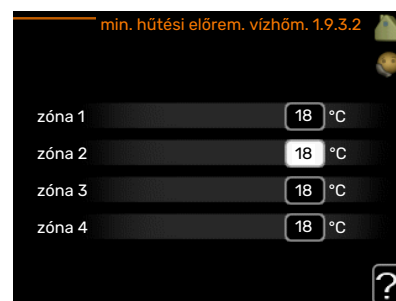 min. hűtési előrem. vízhőm. 1.9.3.2
zóna 1 18 °C
zóna 2 18 °C
zóna 3 18 °C
zóna 4 18 °C
?